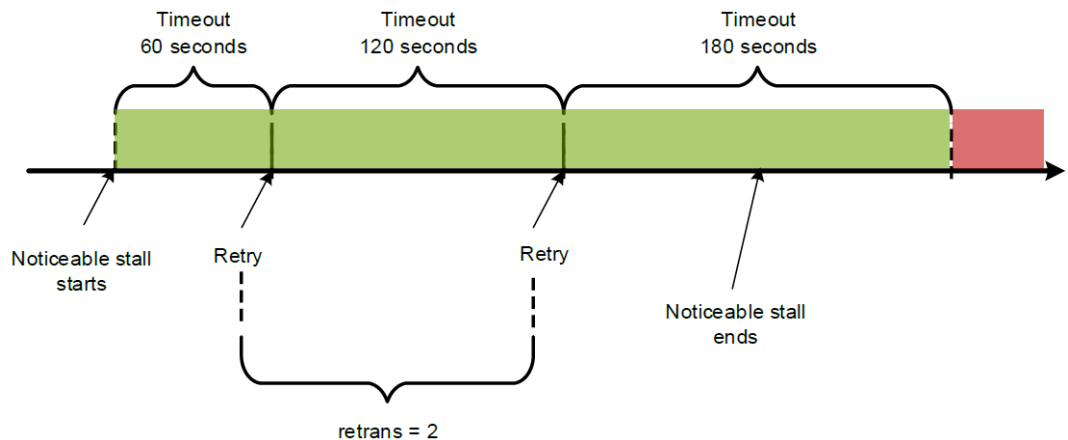 Timeout
60 seconds
Timeout
120 seconds
Timeout
180 seconds
Noticeable stall
starts
Retry
Retry
Noticeable stall
ends
retrans = 2